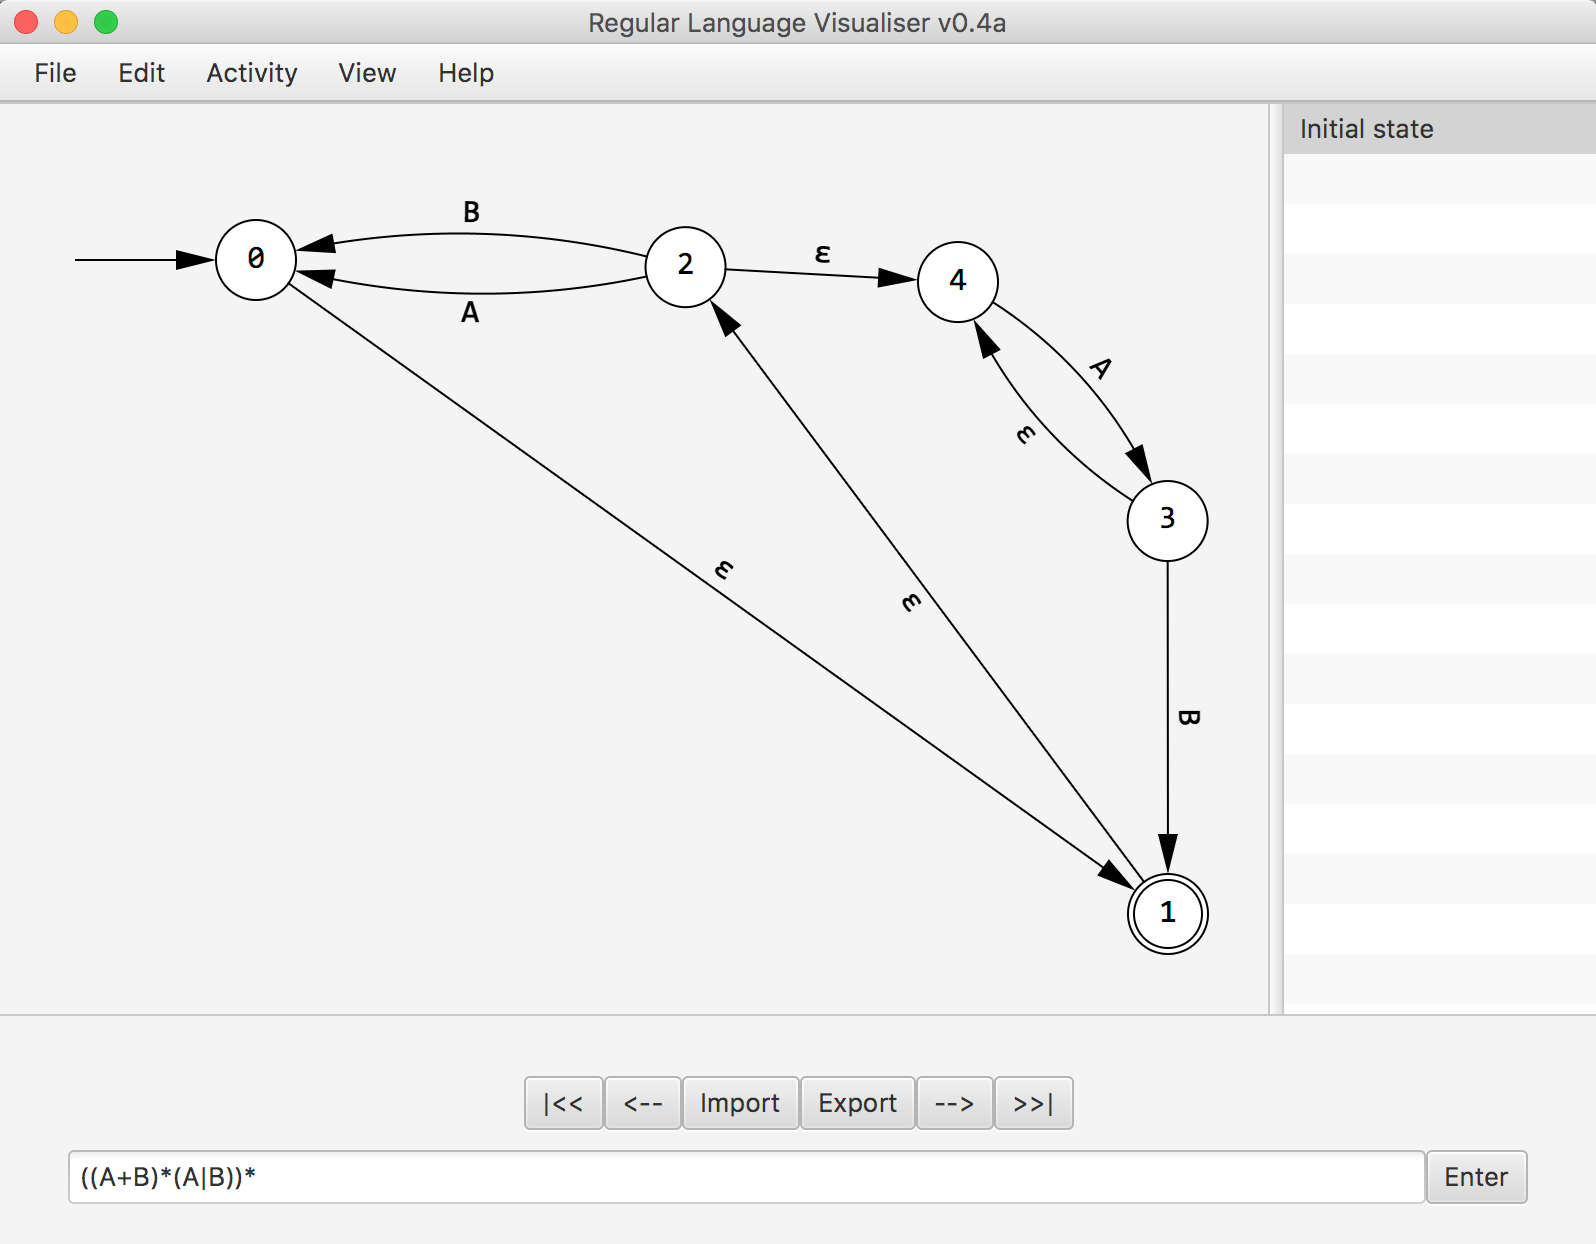 Regular Language Visualiser v0.4a
File Edit Activity View Help
Initial state
B
0
2
ε
4
A
A
ε
3
ε
ε
B
1
|<< <-- Import Export --> >>|
((A+B)*(A|B))* Enter